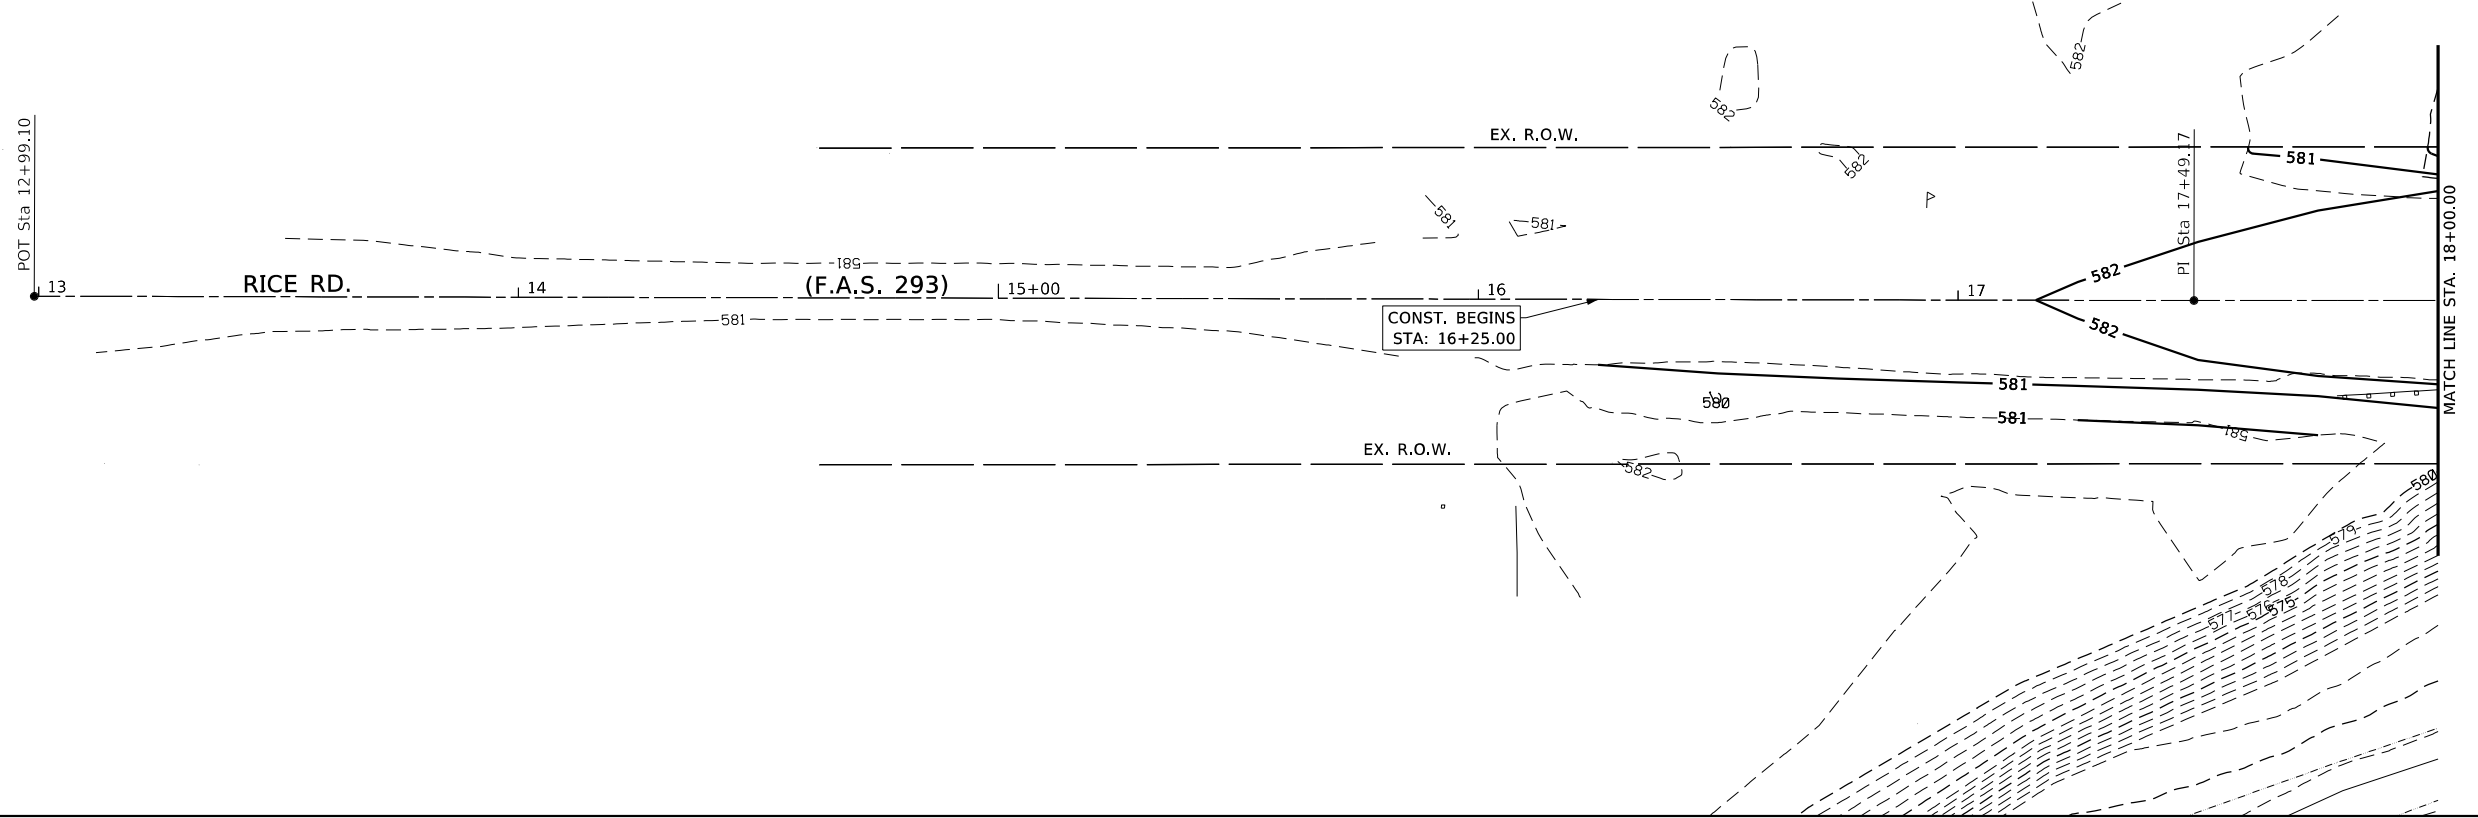 582
582
POT Sta 12+99.10
EX. R.O.W.
582
PI Sta 17+49.17
581
581
581
MATCH LINE STA. 18+00.00
581
582
13
RICE RD.
14
(F.A.S. 293)
15+00
16
17
CONST. BEGINS
STA: 16+25.00
581
582
581
580
581
581
EX. R.O.W.
582
580
579
578
577
576
575